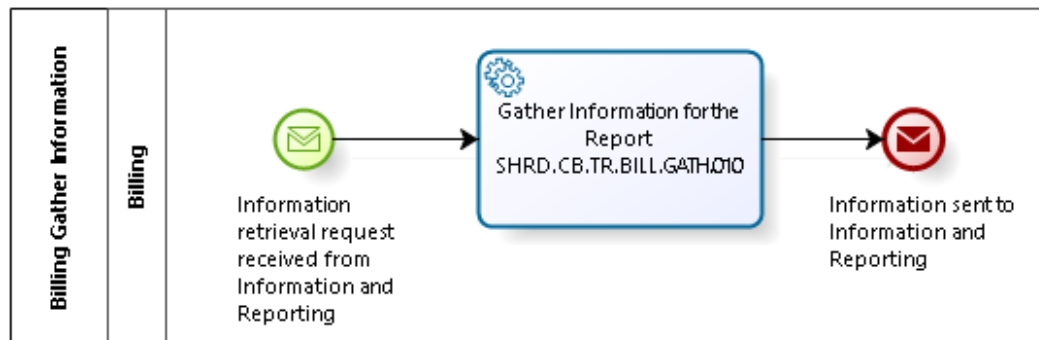 Billing Gather Information
Billing
Information
retrieval request
received from
Information and
Reporting
Gather Information for the
Report
SHRD.CB.TR.BILL.GATH.010
Information sent to
Information and
Reporting